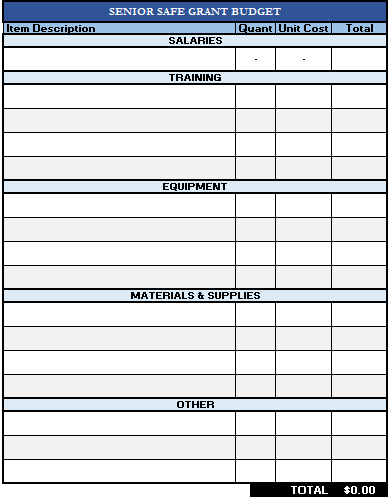 SENIOR SAFE GRANT BUDGET
Item Description Quant Unit Cost Total
SALARIES
- -
TRAINING
EQUIPMENT
MATERIALS & SUPPLIES
OTHER
TOTAL $0.00